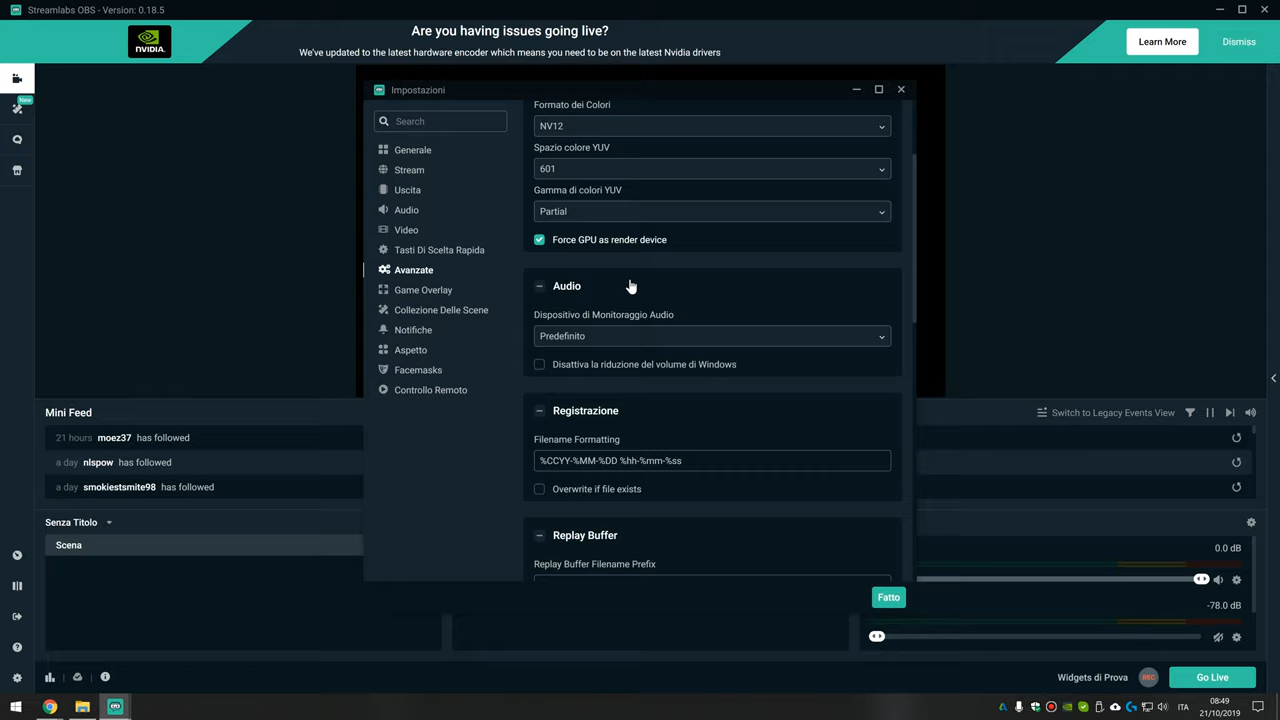 Streamlabs OBS - Version: 0.18.5
NVIDIA
Are you having issues going live?
We've updated to the latest hardware encoder which means you need to be on the latest Nvidia drivers
Learn More
Dismiss
New
Impostazioni
Search
Generale
Stream
Uscita
Audio
Video
Tasti Di Scelta Rapida
Avanzate
Game Overlay
Collezione Delle Scene
Notifiche
Aspetto
Facemasks
Controllo Remoto
Formato dei Colori
NV12
Spazio colore YUV
601
Gamma di colori YUV
Partial
Force GPU as render device
Audio
Dispositivo di Monitoraggio Audio
Predefinito
Disattiva la riduzione del volume di Windows
Registrazione
Filename Formatting
%CCYY-%MM-%DD %hh-%mm-%ss
Overwrite if file exists
Replay Buffer
Replay Buffer Filename Prefix
Fatto
Mini Feed
Switch to Legacy Events View
21 hours moez37 has followed
a day nlspow has followed
a day smokiestsmite98 has followed
Senza Titolo
Scena
0.0 dB
-78.0 dB
Widgets di Prova
REC
Go Live
ITA
08:49
21/10/2019